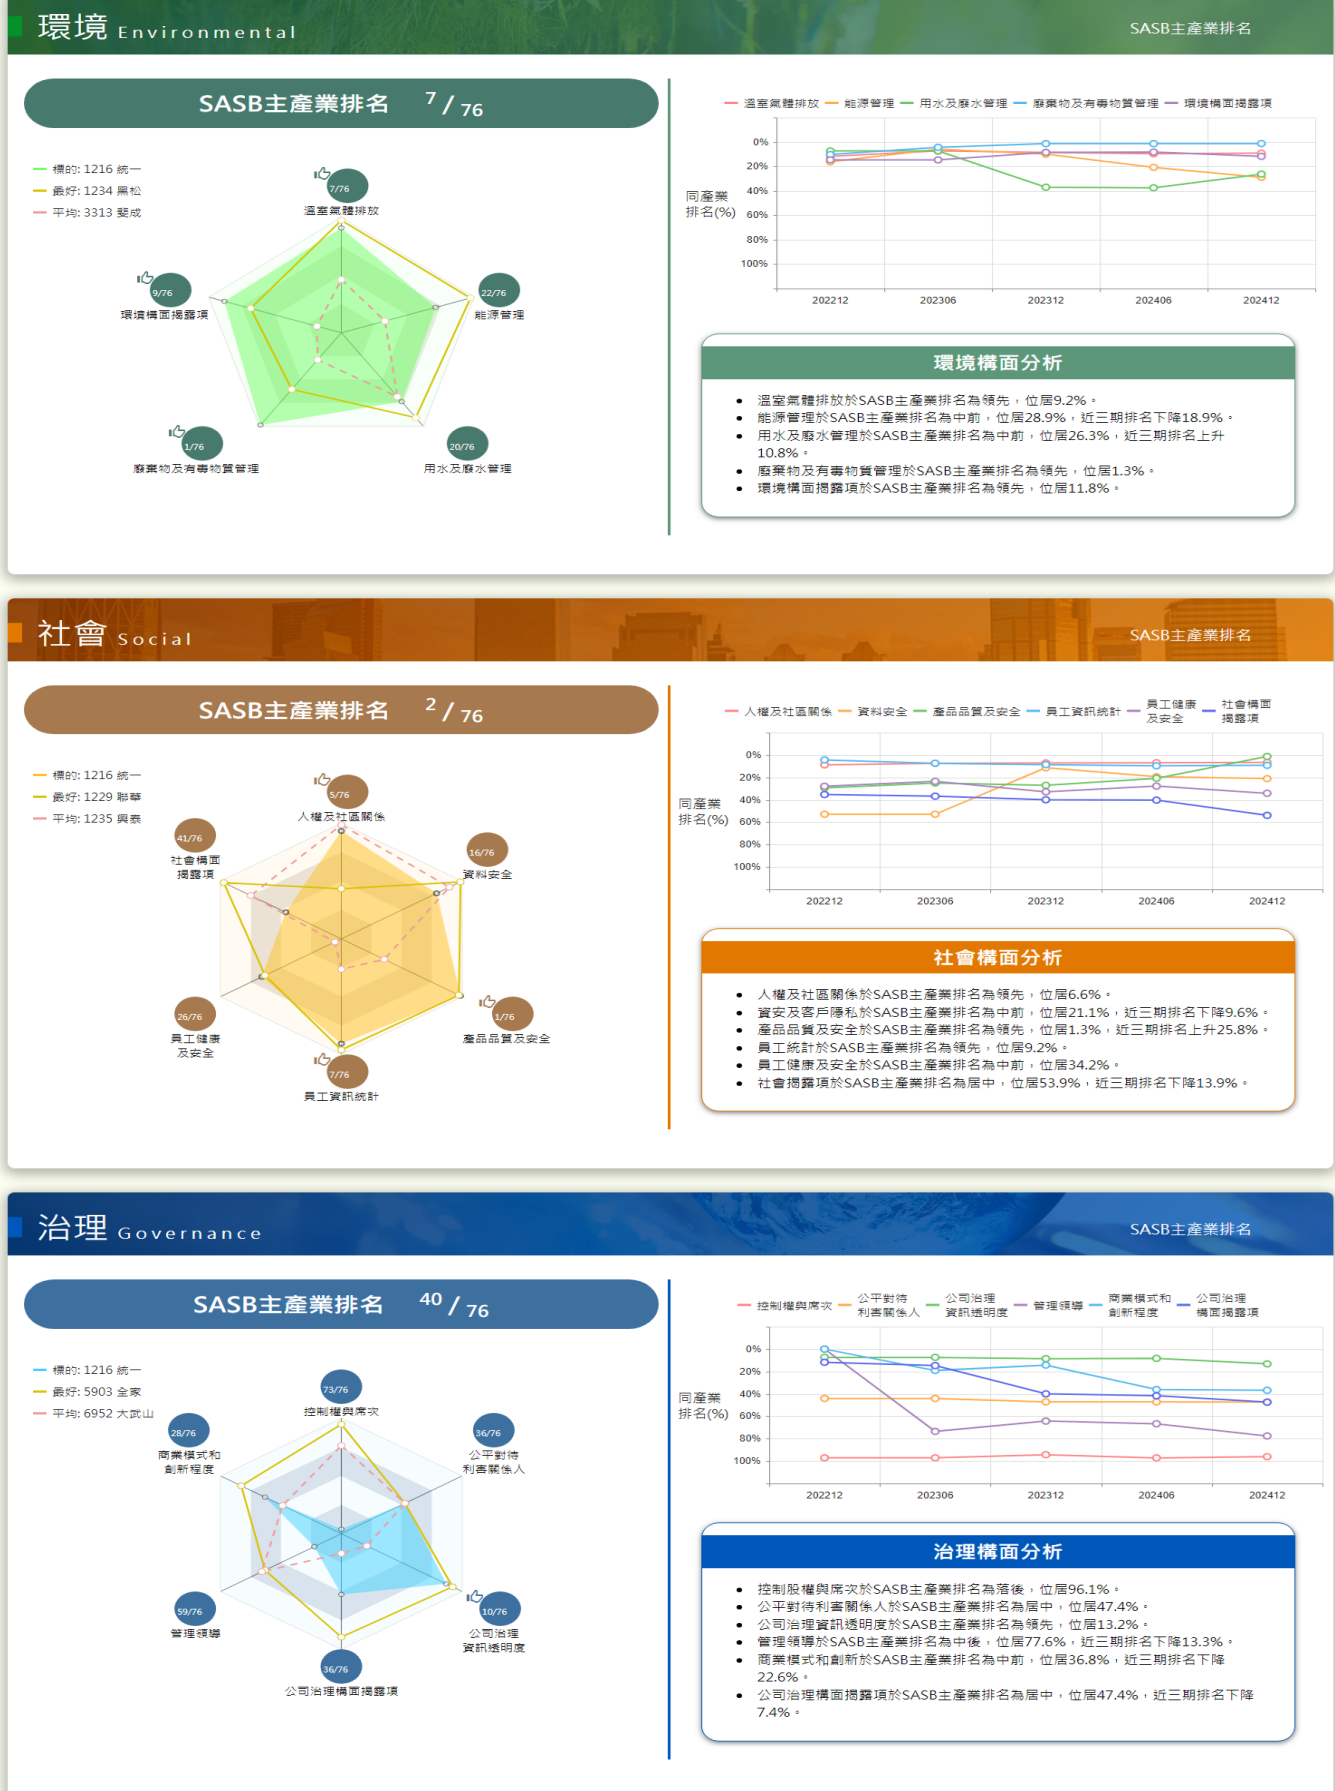 環境 Environmental
SASB主產業排名
SASB主產業排名 7 / 76
標的: 1216 統一
最好: 1234 黑松
平均: 3313 斐成
7/76
溫室氣體排放
22/76
能源管理
20/76
用水及廢水管理
1/76
廢棄物及有毒物質管理
9/76
環境構面揭露項
溫室氣體排放 能源管理 用水及廢水管理 廢棄物及有毒物質管理 環境構面揭露項
同產業
排名(%)
0%
20%
40%
60%
80%
100%
202212 202306 202312 202406 202412
環境構面分析
• 溫室氣體排放於SASB主產業排名為領先，位居9.2%。
• 能源管理於SASB主產業排名為中前，位居28.9%，近三期排名下降18.9%。
• 用水及廢水管理於SASB主產業排名為中前，位居26.3%，近三期排名上升
10.8%。
• 廢棄物及有毒物質管理於SASB主產業排名為領先，位居1.3%。
• 環境構面揭露項於SASB主產業排名為領先，位居11.8%。
社會 Social
SASB主產業排名
SASB主產業排名 2 / 76
標的: 1216 統一
最好: 1229 聯華
平均: 1235 興泰
5/76
人權及社區關係
16/76
資料安全
1/76
產品品質及安全
7/76
員工資訊統計
26/76
員工健康
及安全
41/76
社會構面
揭露項
人權及社區關係 資料安全 產品品質及安全 員工資訊統計 員工健康
及安全 社會構面
揭露項
同產業
排名(%)
0%
20%
40%
60%
80%
100%
202212 202306 202312 202406 202412
社會構面分析
• 人權及社區關係於SASB主產業排名為領先，位居6.6%。
• 資安及客戶隱私於SASB主產業排名為中前，位居21.1%，近三期排名下降9.6%。
• 產品品質及安全於SASB主產業排名為領先，位居1.3%，近三期排名上升25.8%。
• 員工統計於SASB主產業排名為領先，位居9.2%。
• 員工健康及安全於SASB主產業排名為中前，位居34.2%。
• 社會揭露項於SASB主產業排名為居中，位居53.9%，近三期排名下降13.9%。
治理 Governance
SASB主產業排名
SASB主產業排名 40 / 76
標的: 1216 統一
最好: 5903 全家
平均: 6952 大武山
73/76
控制權與席次
36/76
公平對待
利害關係人
10/76
公司治理
資訊透明度
36/76
公司治理構面揭露項
59/76
管理領導
28/76
商業模式和
創新程度
控制權與席次 公平對待
利害關係人 公司治理
資訊透明度 管理領導 商業模式和
創新程度 公司治理
構面揭露項
同產業
排名(%)
0%
20%
40%
60%
80%
100%
202212 202306 202312 202406 202412
治理構面分析
• 控制股權與席次於SASB主產業排名為落後，位居96.1%。
• 公平對待利害關係人於SASB主產業排名為居中，位居47.4%。
• 公司治理資訊透明度於SASB主產業排名為領先，位居13.2%。
• 管理領導於SASB主產業排名為中後，位居77.6%，近三期排名下降13.3%。
• 商業模式和創新於SASB主產業排名為中前，位居36.8%，近三期排名下降
22.6%。
• 公司治理構面揭露項於SASB主產業排名為居中，位居47.4%，近三期排名下降
7.4%。